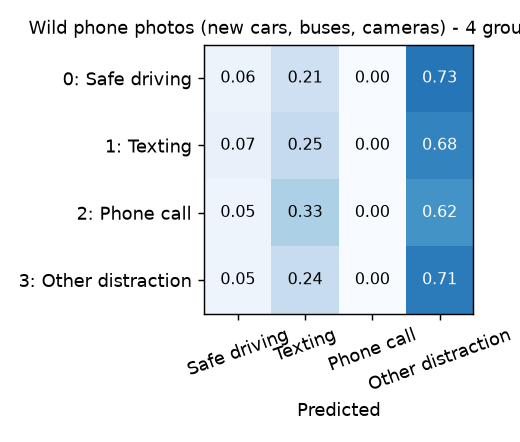 Wild phone photos (new cars, buses, cameras) - 4 grou
0: Safe driving 0.06 0.21 0.00 0.73
1: Texting 0.07 0.25 0.00 0.68
2: Phone call 0.05 0.33 0.00 0.62
3: Other distraction 0.05 0.24 0.00 0.71
Safe driving Texting Phone call Other distraction
Predicted